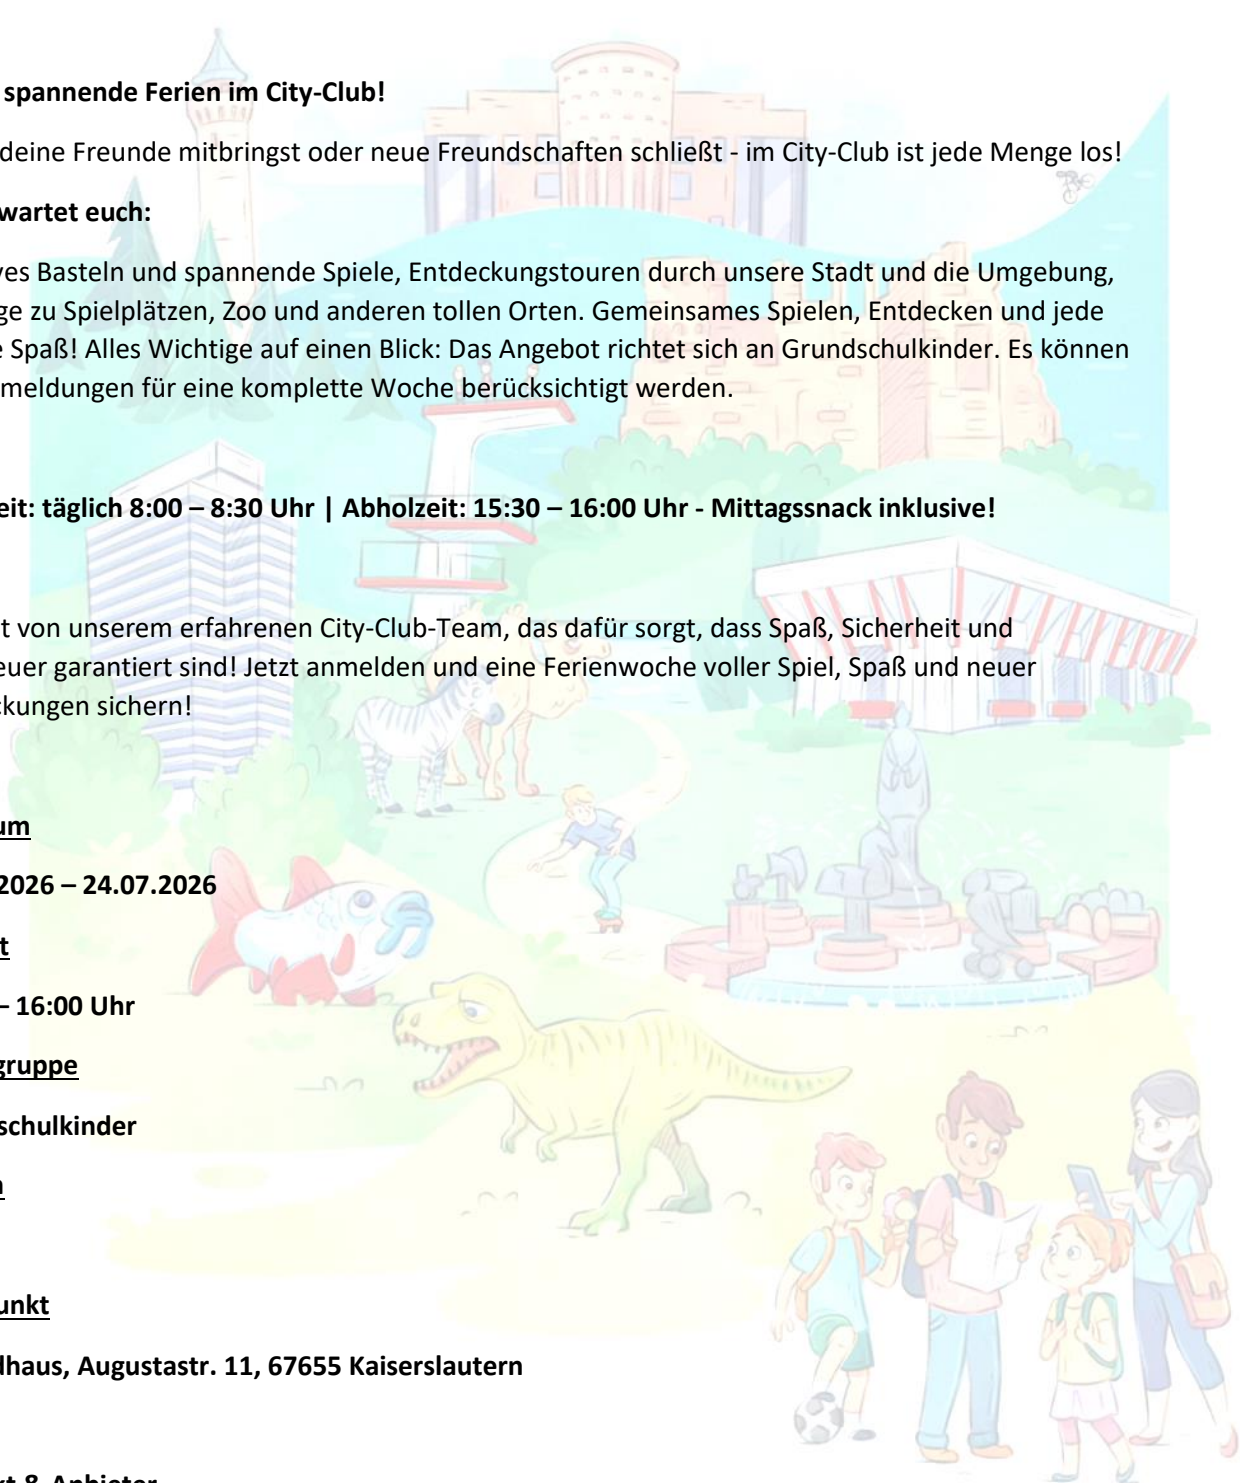 spannende Ferien im City-Club!
deine Freunde mitbringst oder neue Freundschaften schließt - im City-Club ist jede Menge los!
wartet euch:
ves Basteln und spannende Spiele, Entdeckungstouren durch unsere Stadt und die Umgebung,
ge zu Spielplätzen, Zoo und anderen tollen Orten. Gemeinsames Spielen, Entdecken und jede
e Spaß! Alles Wichtige auf einen Blick: Das Angebot richtet sich an Grundschulkinder. Es können
meldungen für eine komplette Woche berücksichtigt werden.
eit: täglich 8:00 – 8:30 Uhr | Abholzeit: 15:30 – 16:00 Uhr - Mittagssnack inklusive!
t von unserem erfahrenen City-Club-Team, das dafür sorgt, dass Spaß, Sicherheit und
euer garantiert sind! Jetzt anmelden und eine Ferienwoche voller Spiel, Spaß und neuer
ckungen sichern!
um
2026 – 24.07.2026
t
– 16:00 Uhr
gruppe
schulkinder
n
unkt
dhaus, Augustastr. 11, 67655 Kaiserslautern
kt & Anbieter